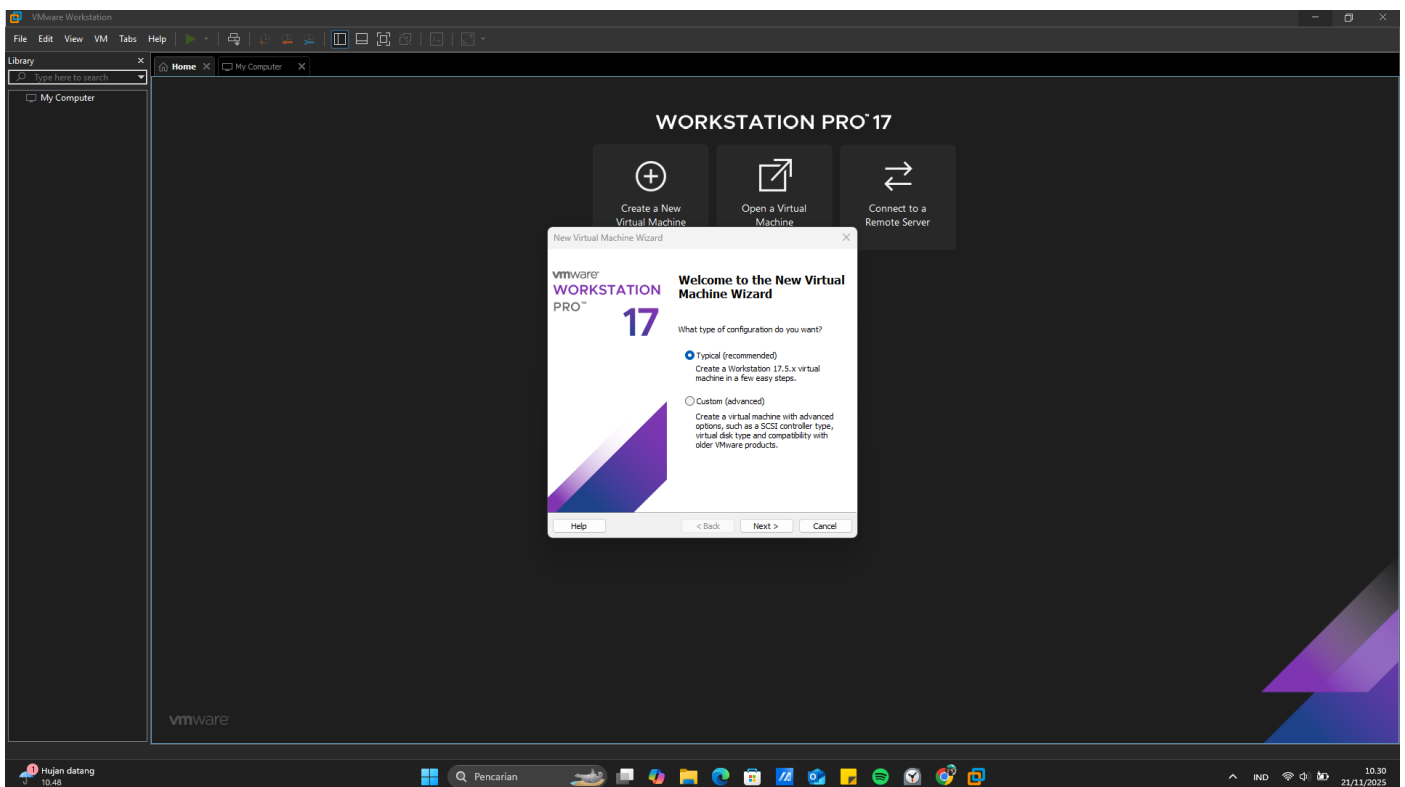 VMware Workstation
File Edit View VM Tabs Help
Library
Type here to search
My Computer
Home
My Computer
WORKSTATION PRO™ 17
Create a New
Virtual Machine
Open a Virtual
Machine
Connect to a
Remote Server
New Virtual Machine Wizard
vmware
WORKSTATION
PRO™
17
Welcome to the New Virtual
Machine Wizard
What type of configuration do you want?
Typical (recommended)
Create a Workstation 17.5.x virtual
machine in a few easy steps.
Custom (advanced)
Create a virtual machine with advanced
options, such as a SCSI controller type,
virtual disk type and compatibility with
older VMware products.
Help
< Back
Next >
Cancel
vmware
1
Hujan datang
10.48
Pencarian
IND
10.30
21/11/2025